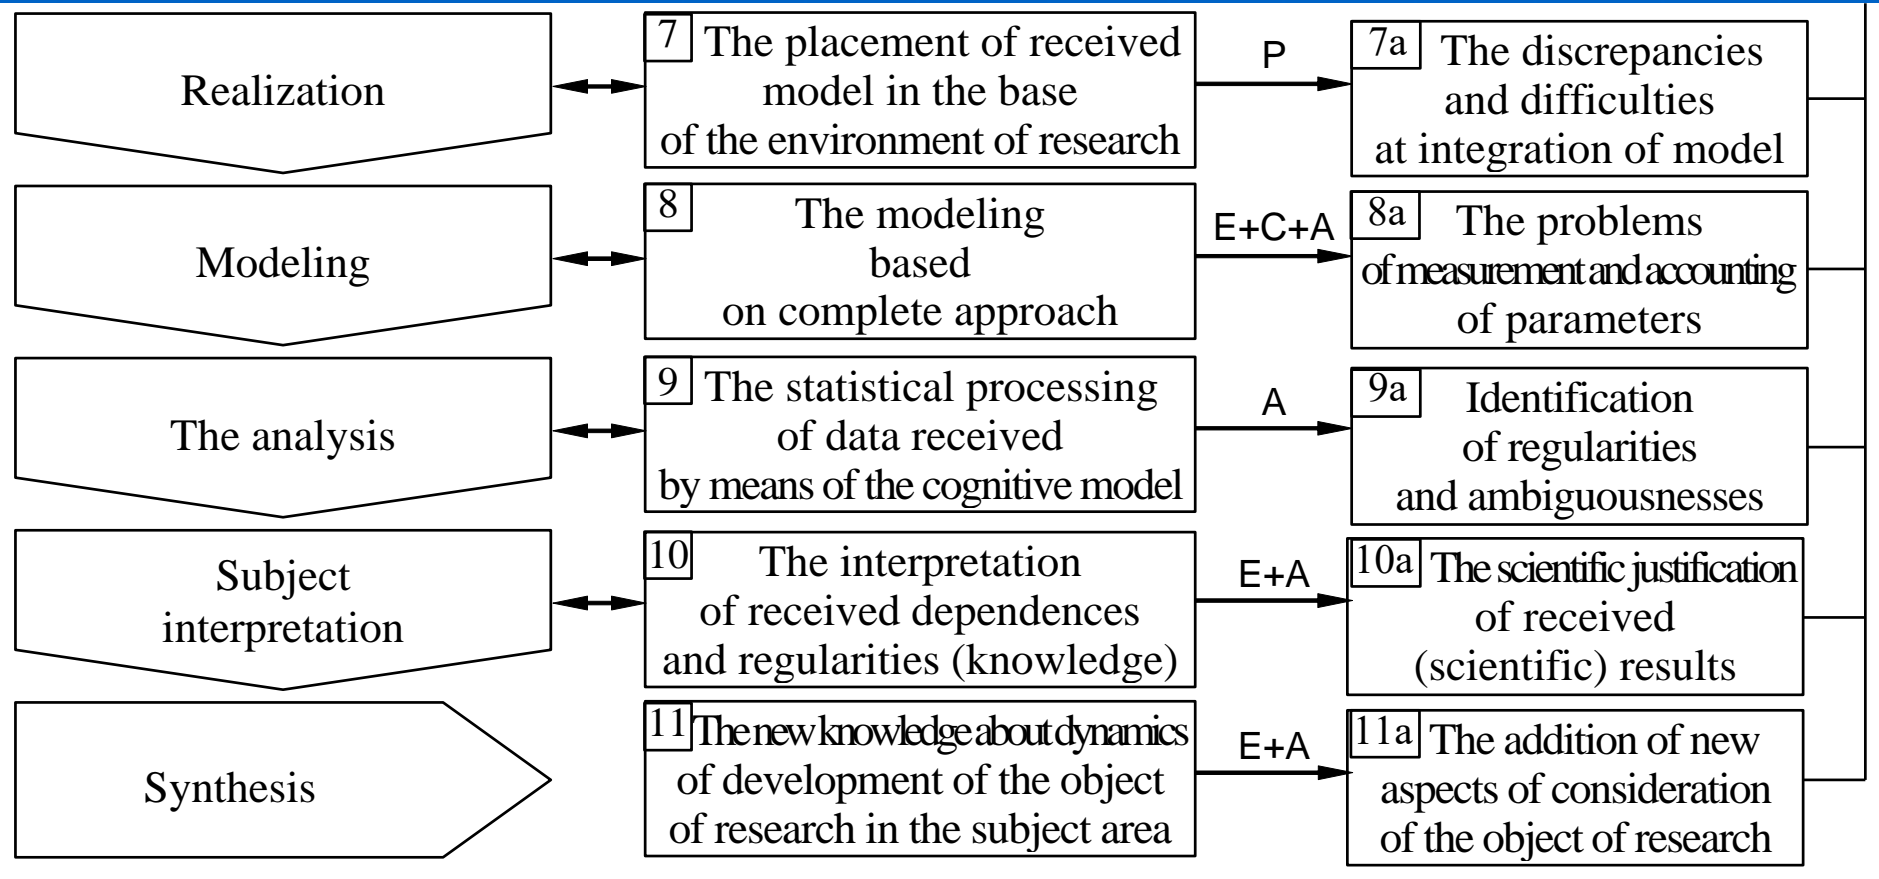 Realization
7 The placement of received
model in the base
of the environment of research
P
7a The discrepancies
and difficulties
at integration of model
Modeling
8 The modeling
based
on complete approach
E+C+A
8a The problems
of measurement and accounting
of parameters
The analysis
9 The statistical processing
of data received
by means of the cognitive model
A
9a Identification
of regularities
and ambiguousnesses
Subject
interpretation
10 The interpretation
of received dependences
and regularities (knowledge)
E+A
10a The scientific justification
of received
(scientific) results
Synthesis
11 The new knowledge about dynamics
of development of the object
of research in the subject area
E+A
11a The addition of new
aspects of consideration
of the object of research